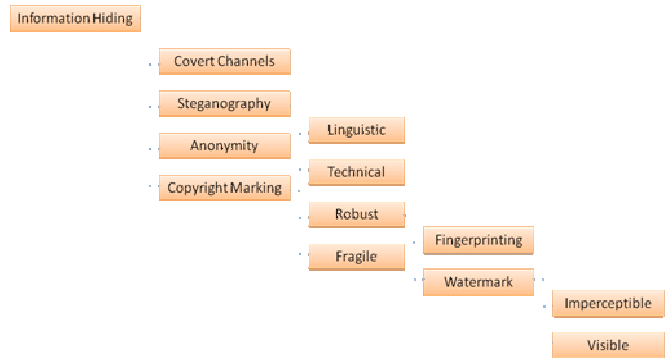 Information Hiding
Covert Channels
Steganography
Anonymity
Copyright Marking
Linguistic
Technical
Robust
Fragile
Fingerprinting
Watermark
Imperceptible
Visible